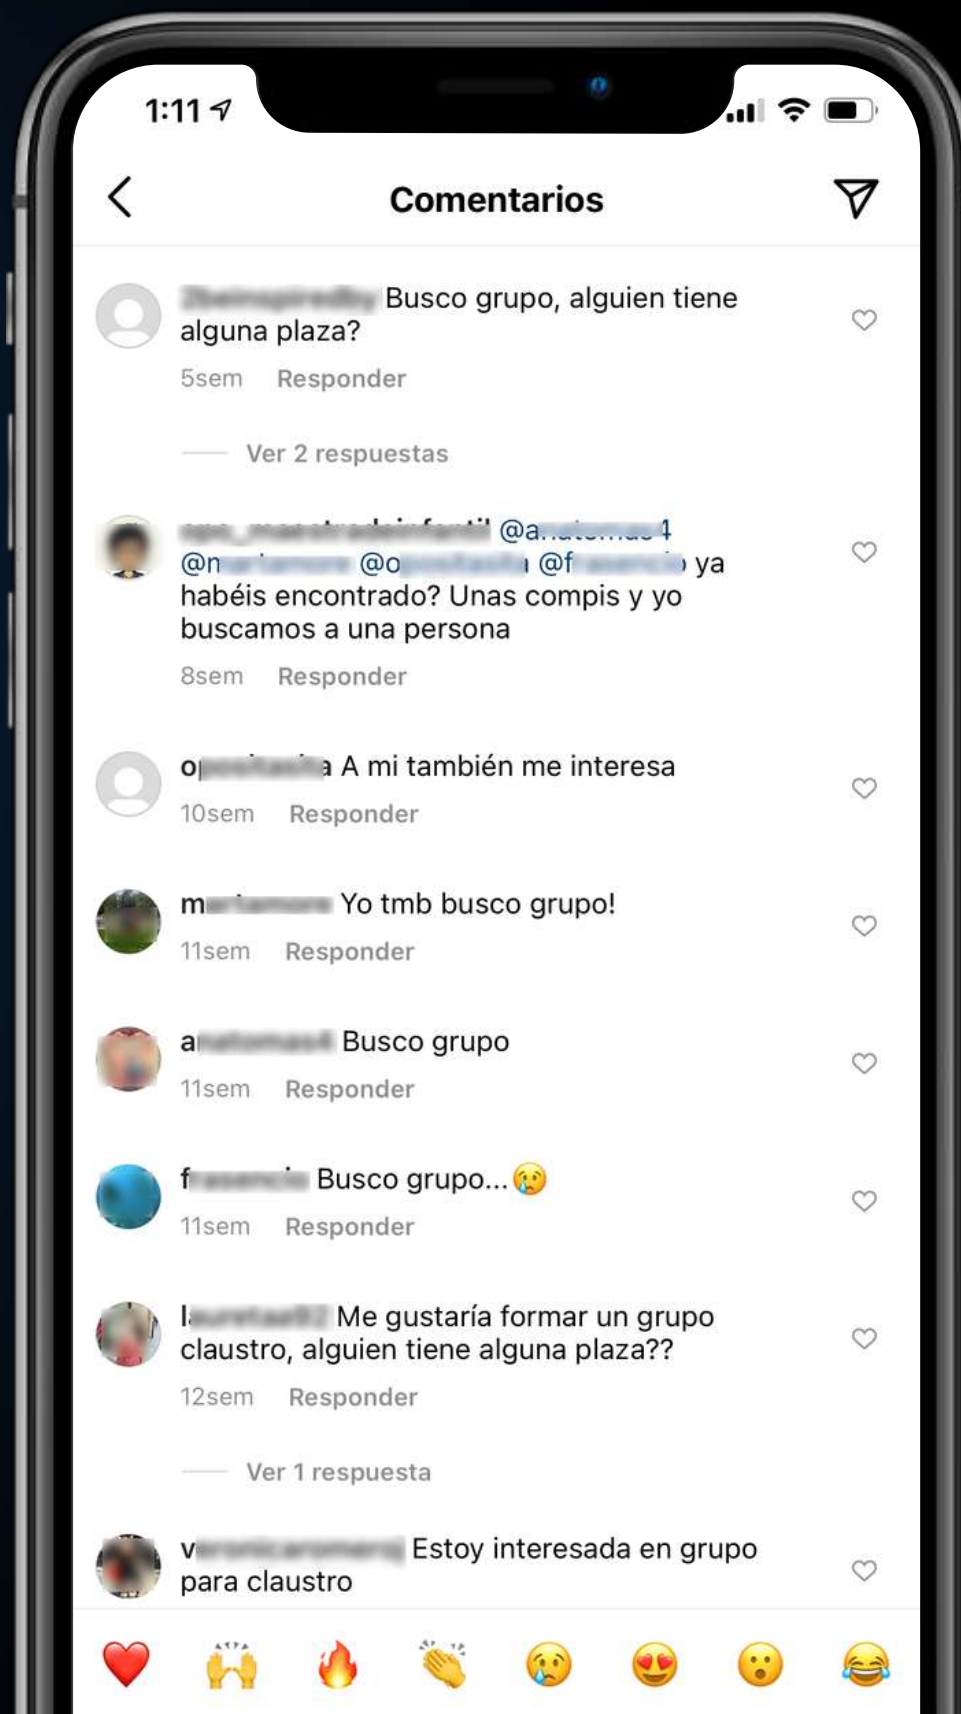 1:11
Comentarios
Busco grupo, alguien tiene
alguna plaza?
5sem Responder
Ver 2 respuestas
ya
habéis encontrado? Unas compis y yo
buscamos a una persona
8sem Responder
A mi también me interesa
10sem Responder
Yo tmb busco grupo!
11sem Responder
Busco grupo
11sem Responder
Busco grupo...😢
11sem Responder
Me gustaría formar un grupo
claustro, alguien tiene alguna plaza??
12sem Responder
Ver 1 respuesta
Estoy interesada en grupo
para claustro